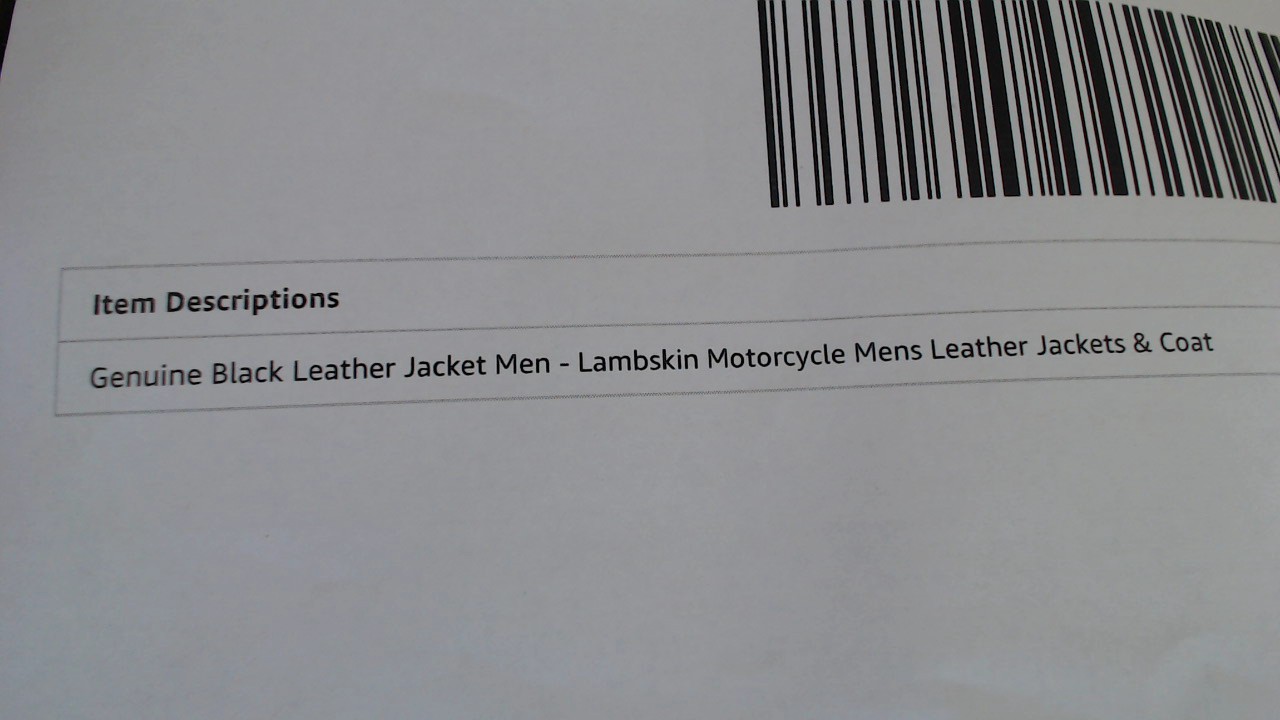 Item Descriptions
Genuine Black Leather Jacket Men - Lambskin Motorcycle Mens Leather Jackets & Coat